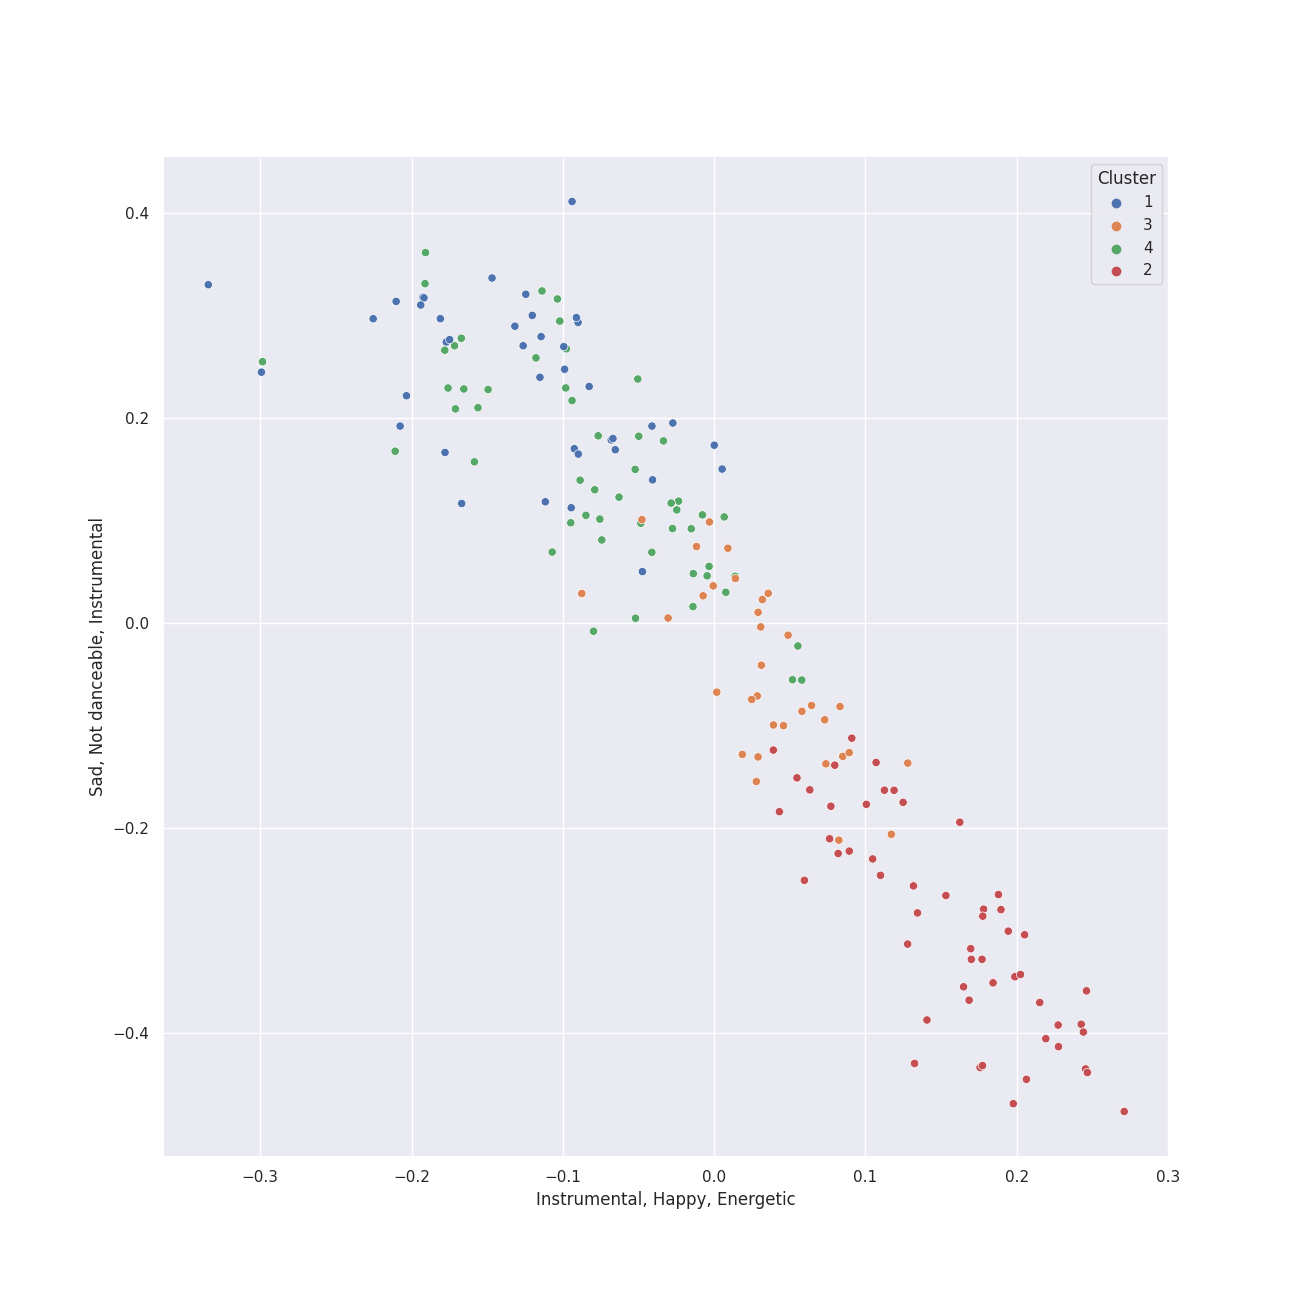 Cluster
1
3
4
2
0.4
0.2
0.0
−0.2
−0.4
Sad, Not danceable, Instrumental
−0.3 −0.2 −0.1 0.0 0.1 0.2 0.3
Instrumental, Happy, Energetic